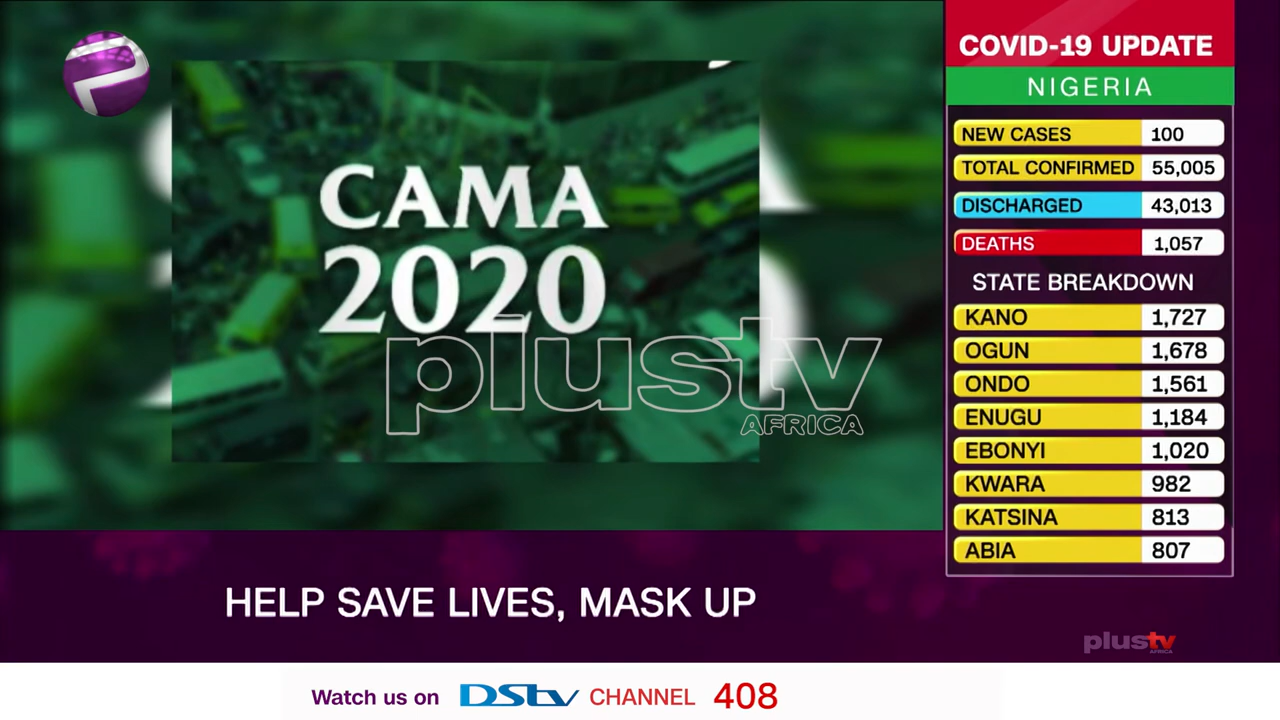 CAMA
2020
plustv
AFRICA
COVID-19 UPDATE
NIGERIA
NEW CASES 100
TOTAL CONFIRMED 55,005
DISCHARGED 43,013
DEATHS 1,057
STATE BREAKDOWN
KANO 1,727
OGUN 1,678
ONDO 1,561
ENUGU 1,184
EBONYI 1,020
KWARA 982
KATSINA 813
ABIA 807
HELP SAVE LIVES, MASK UP
plustv
AFRICA
Watch us on DStv CHANNEL 408